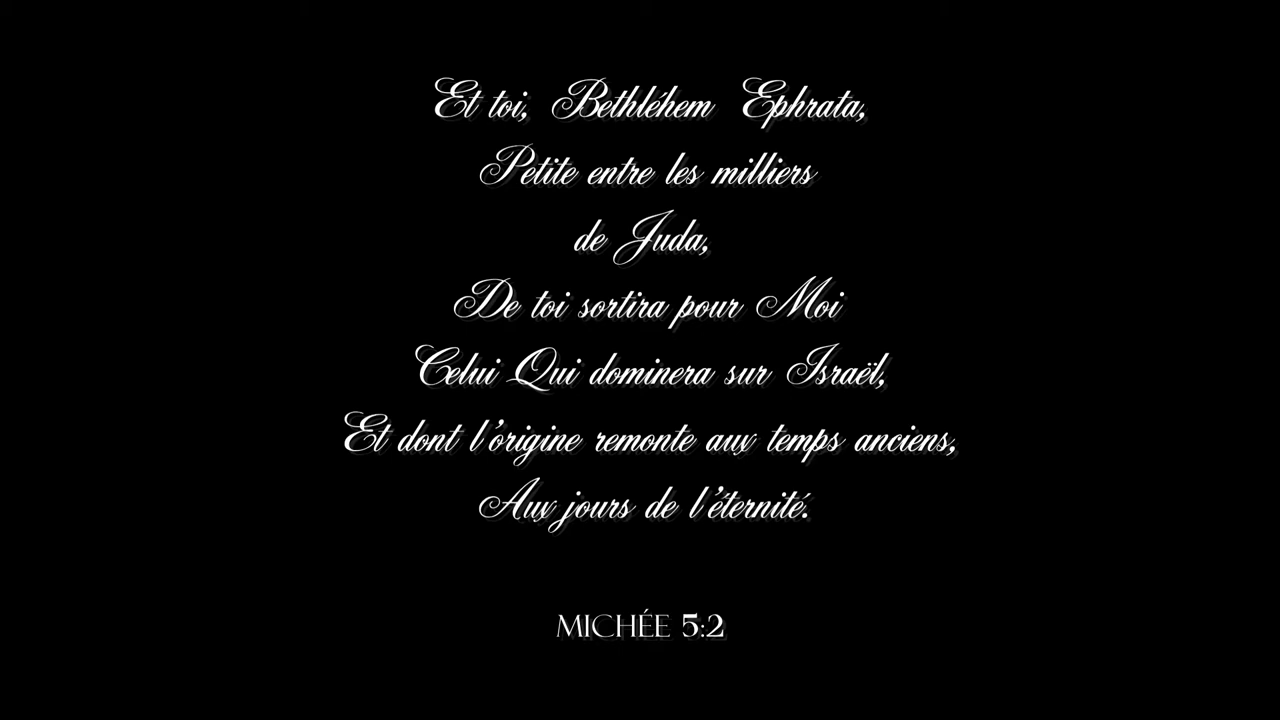 Et toi, Bethléhem Ephrata,
Petite entre les milliers
de Juda,
De toi sortira pour Moi
Celui Qui dominera sur Israël,
Et dont l'origine remonte aux temps anciens,
Aux jours de l'éternité.
MICHÉE 5:2